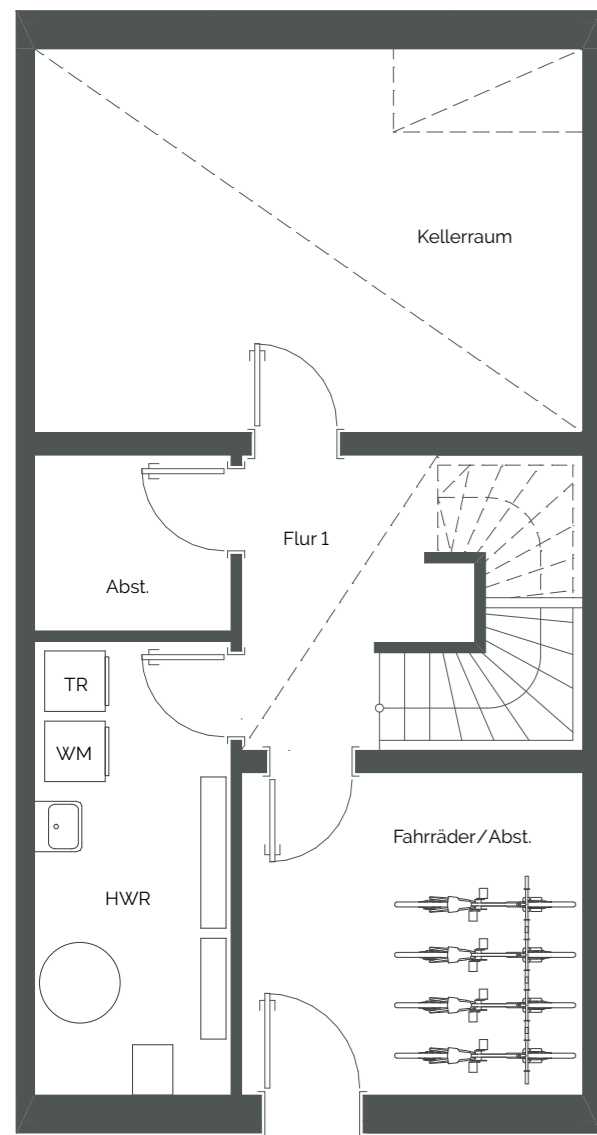 Kellerraum
Flur 1
Abst.
TR
WM
Fahrräder/Abst.
HWR